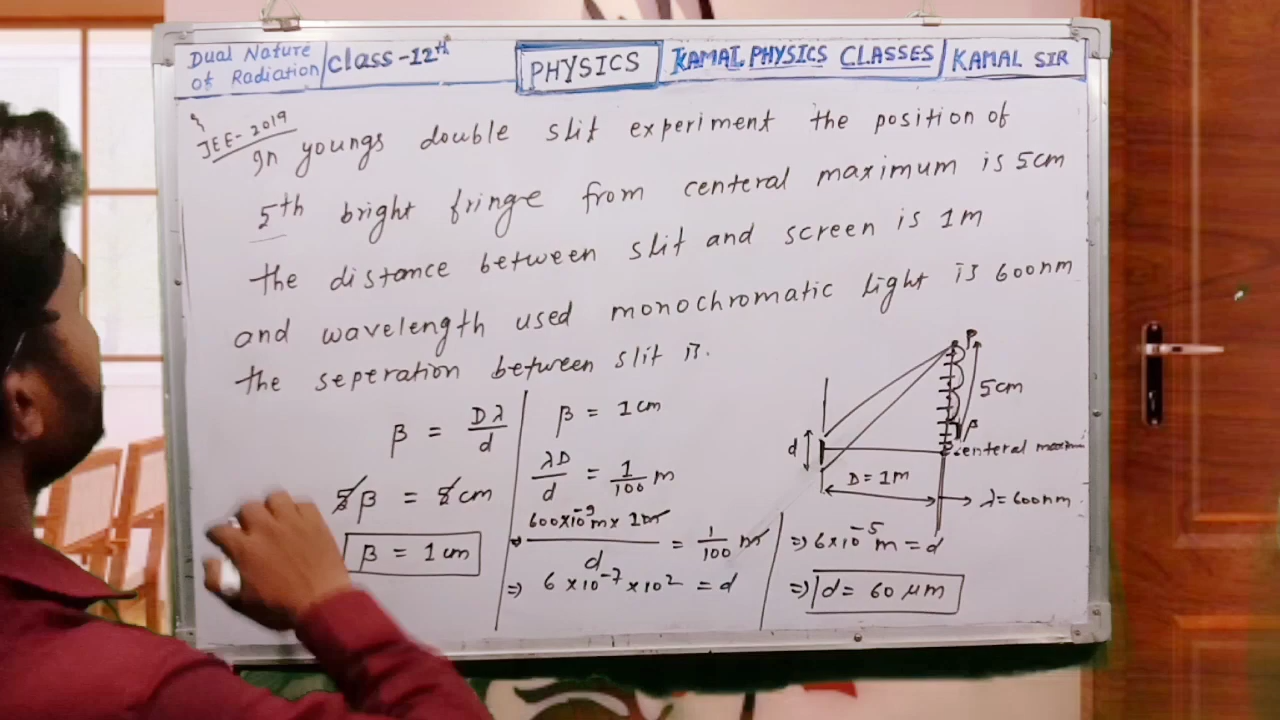 Dual Nature
of Radiation
class-12th
PHYSICS
KAMAL PHYSICS CLASSES
KAMAL SIR
JEE-2019
In youngs double slit experiment the position of
5th bright fringe from centeral maximum is 5cm
the distance between slit and screen is 1m
and wavelength used monochromatic light is 600nm
the seperation between slit is.
β = Dλ/d
5β = 5cm
β = 1cm
β = 1cm
λD/d = 1/100 m
600×10⁻⁹m × 1m/d = 1/100 m
⇒ 6×10⁻⁷×10² = d
⇒ 6×10⁻⁵m = d
⇒ d = 60 μm
P
5cm
β
d
centeral maxim
D = 1m
λ = 600nm